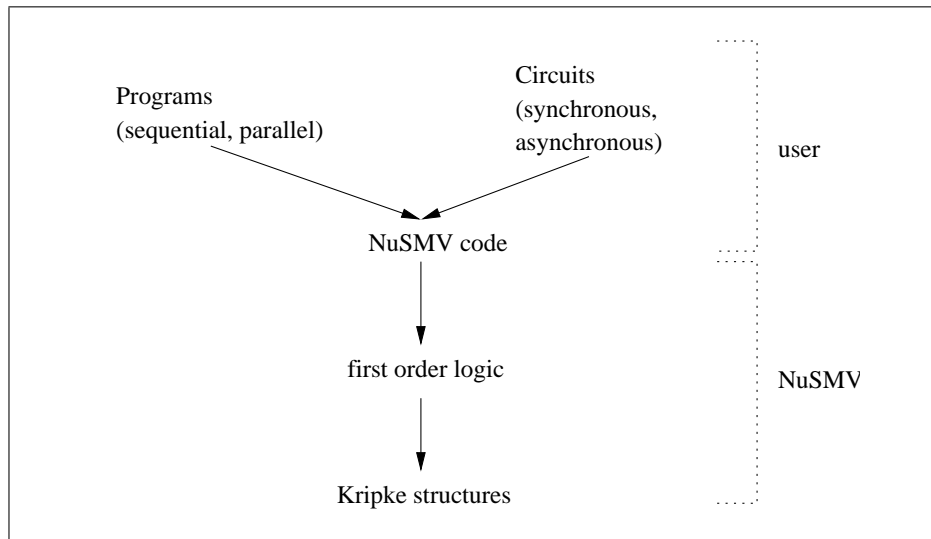 Programs
(sequential, parallel)
Circuits
(synchronous,
asynchronous)
user
NuSMV code
first order logic
NuSMV
Kripke structures